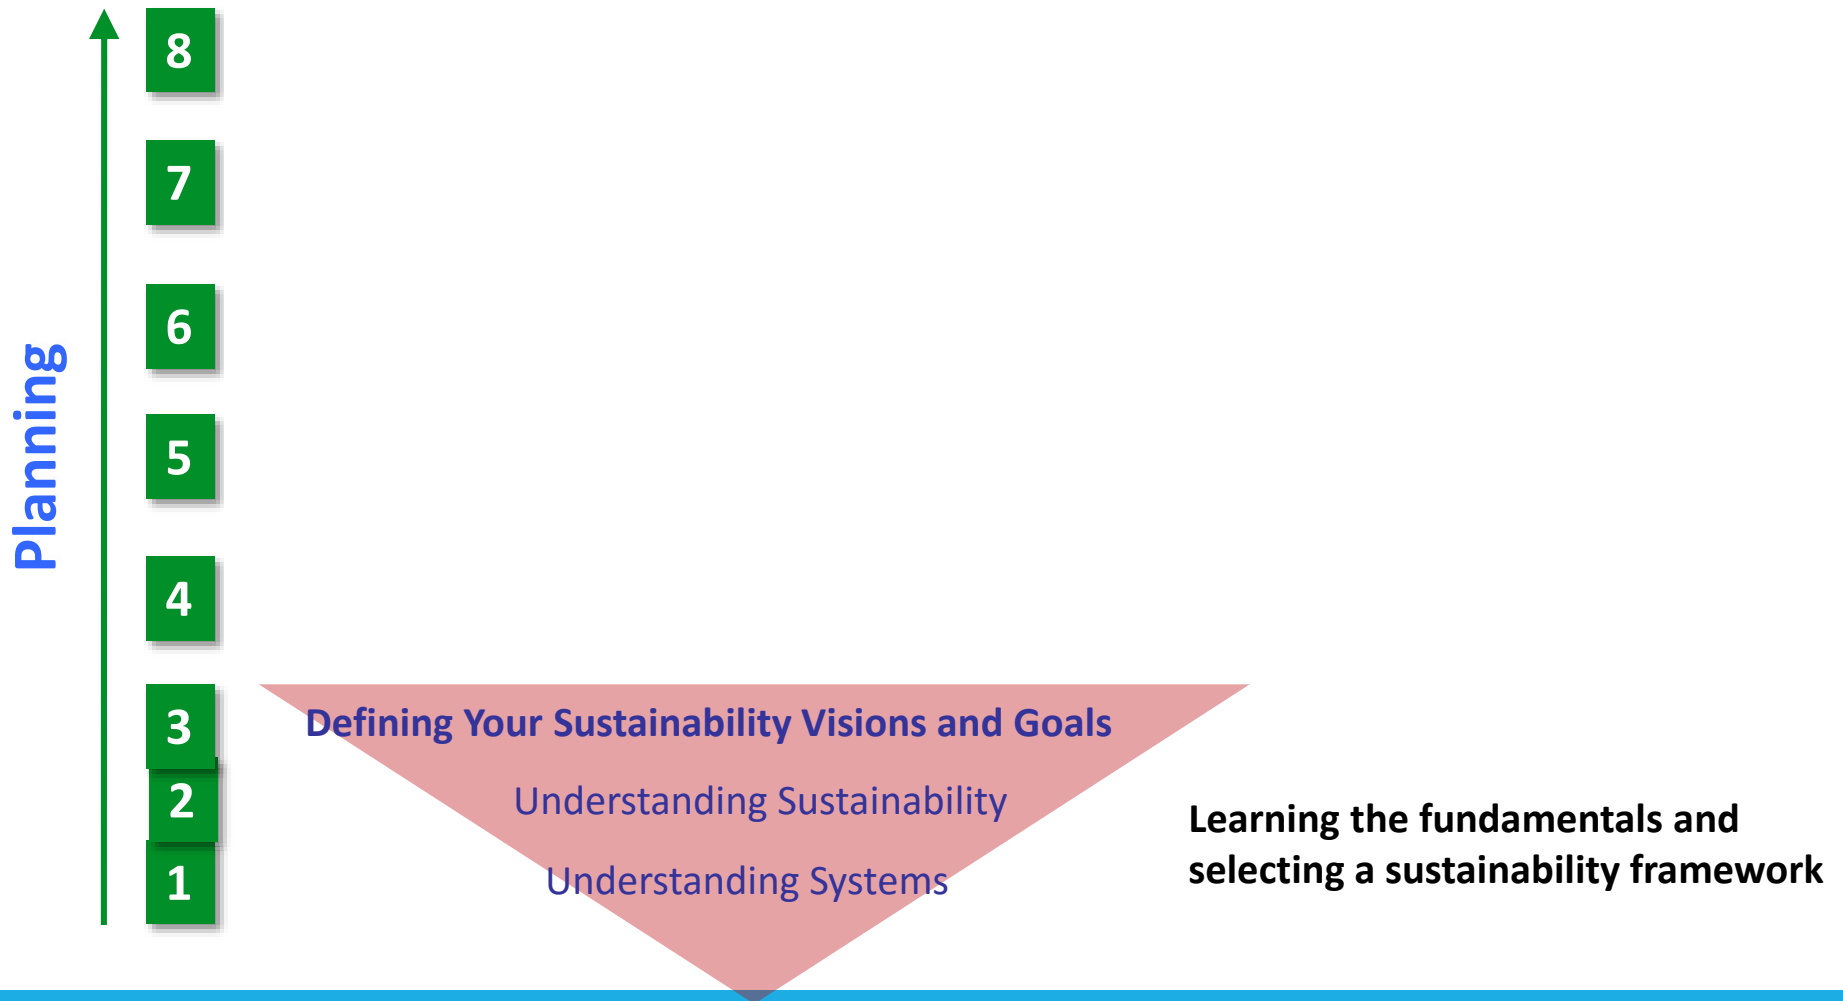 8
7
6
Planning
5
4
3
Defining Your Sustainability Visions and Goals
2
Understanding Sustainability
1
Understanding Systems
Learning the fundamentals and
selecting a sustainability framework